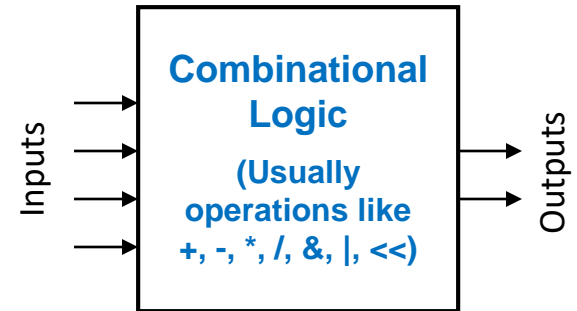 Inputs
Combinational
Logic
(Usually
operations like
+, -, *, /, &, |, <<)
Outputs